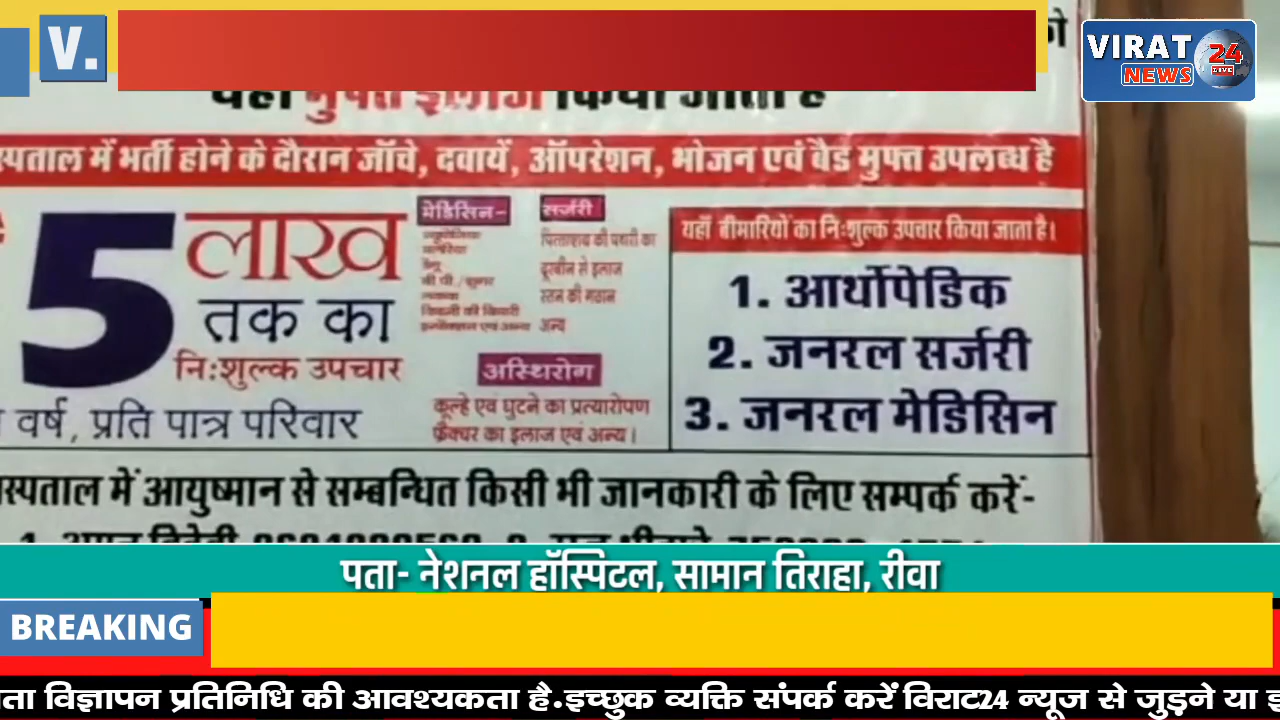 V.
VIRAT 24
NEWS LIVE
यहाँ मुफ्त इलाज किया जाता है
में भर्ती होने के दौरान जाँचे, दवायें, ऑपरेशन, भोजन एवं बैड मुफ्त उपलब्ध है
5 लाख
तक का
नि:शुल्क उपचार
वर्ष, प्रति पात्र परिवार
मेडिसिन-
सर्जरी
पित्ताशय की पथरी का
दूरबीन से इलाज
अन्य
अस्थिरोग
कूल्हे एवं घुटने का प्रत्यारोपण
फ्रैक्चर का इलाज एवं अन्य।
यहाँ बीमारियों का नि:शुल्क उपचार किया जाता है।
1. आर्थोपेडिक
2. जनरल सर्जरी
3. जनरल मेडिसिन
में आयुष्मान से सम्बन्धित किसी भी जानकारी के लिए सम्पर्क करें-
पता- नेशनल हॉस्पिटल, सामान तिराहा, रीवा
BREAKING
विज्ञापन प्रतिनिधि की आवश्यकता है.इच्छुक व्यक्ति संपर्क करें विराट24 न्यूज से जुड़ने या